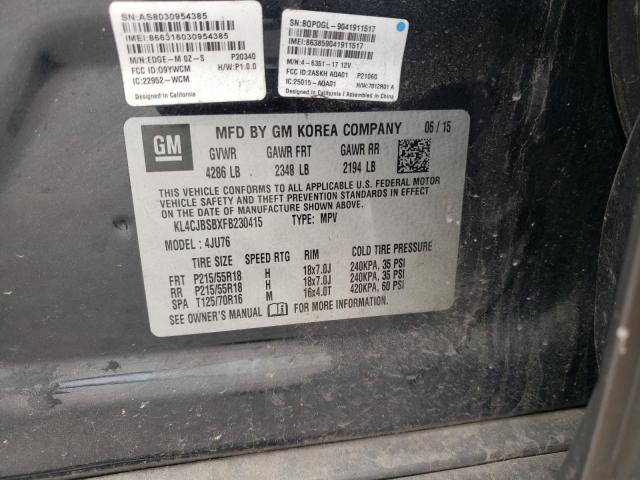 SN:AS8030954385
IMEI:866316030954385
M/N:EDGE-M 0Z-S P20340
FCC ID:O9YWCM H/W:P1.0.0
IC:22952-WCM
Designed in California
SN:BQPDGL-9041911517
IMEI:863859041911517
M/N:4-6351-17 12V
FCC ID:2ASKH AQA01 P21060
IC:25015-AQA01 H/W:7012R01 A
Designed in California / Assembled in China
GM
MFD BY GM KOREA COMPANY 06/15
GVWR GAWR FRT GAWR RR
4286 LB 2348 LB 2194 LB
THIS VEHICLE CONFORMS TO ALL APPLICABLE U.S. FEDERAL MOTOR
VEHICLE SAFETY AND THEFT PREVENTION STANDARDS IN EFFECT ON
THE DATE OF MANUFACTURE SHOWN ABOVE.
KL4CJBSBXFB230415 TYPE: MPV
MODEL: 4JU76
TIRE SIZE SPEED RTG RIM COLD TIRE PRESSURE
FRT P215/55R18 H 18x7.0J 240KPA, 35 PSI
RR P215/55R18 H 18x7.0J 240KPA, 35 PSI
SPA T125/70R16 M 16x4.0T 420KPA, 60 PSI
SEE OWNER'S MANUAL FOR MORE INFORMATION.